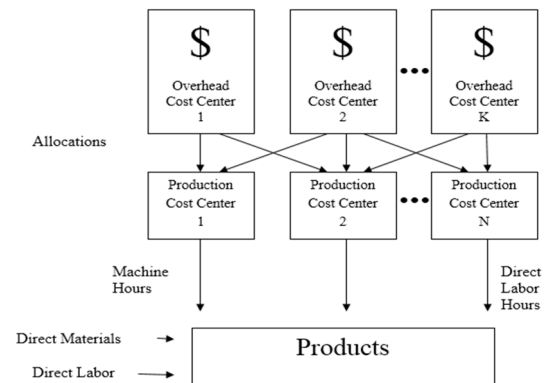 $
Overhead
Cost Center
1
$
Overhead
Cost Center
2
$
Overhead
Cost Center
K
Allocations
Production
Cost Center
1
Production
Cost Center
2
Production
Cost Center
N
Machine
Hours
Direct
Labor
Hours
Direct Materials
Products
Direct Labor